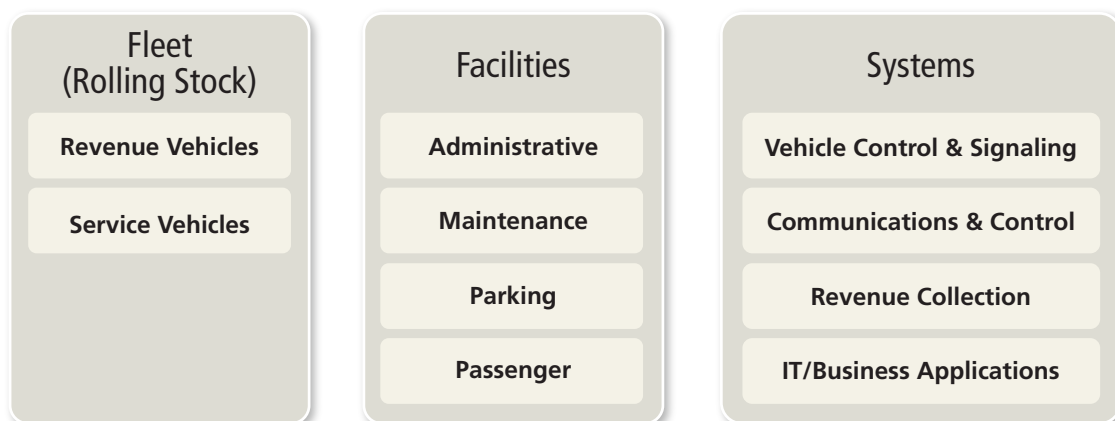 Fleet
(Rolling Stock)
Revenue Vehicles
Service Vehicles
Facilities
Administrative
Maintenance
Parking
Passenger
Systems
Vehicle Control & Signaling
Communications & Control
Revenue Collection
IT/Business Applications